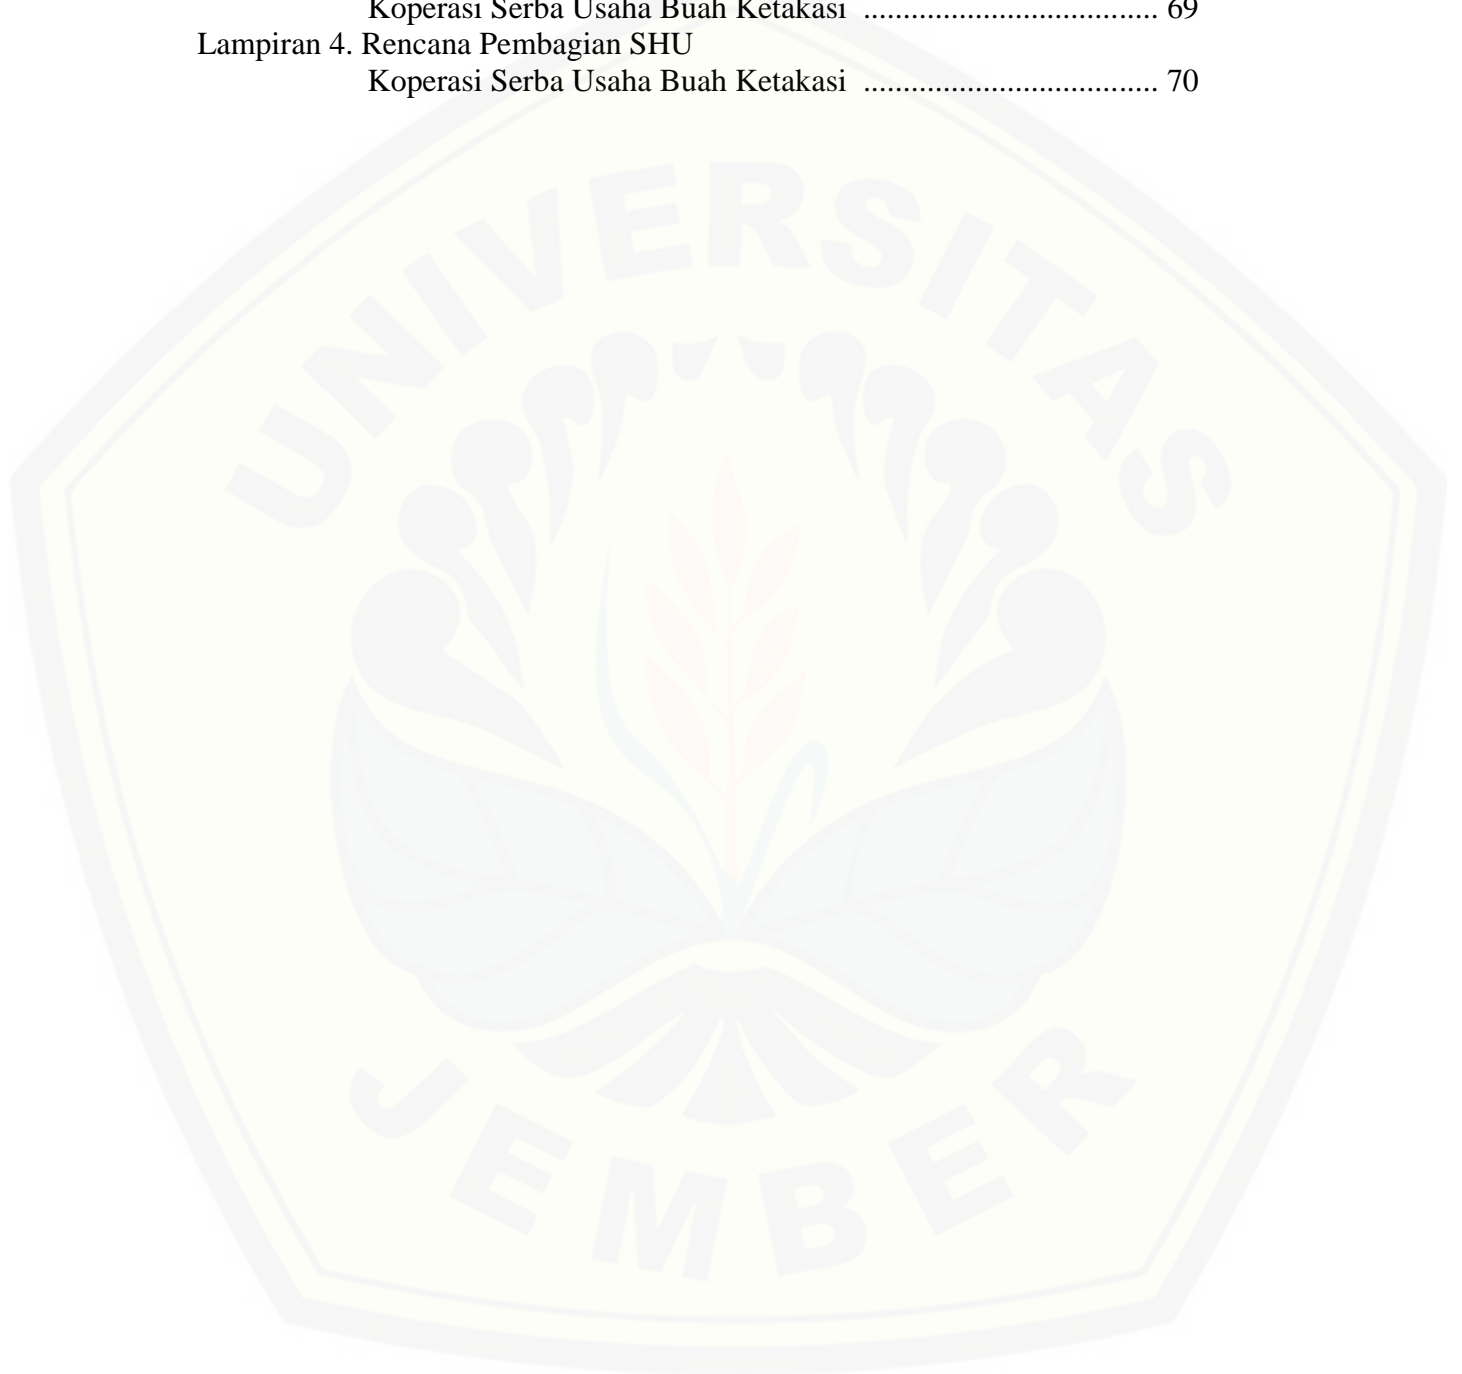 Koperasi Serba Usaha Buah Ketakasi ...................................... 69
Lampiran 4. Rencana Pembagian SHU
Koperasi Serba Usaha Buah Ketakasi ...................................... 70
UNIVERSITAS
JEMBER